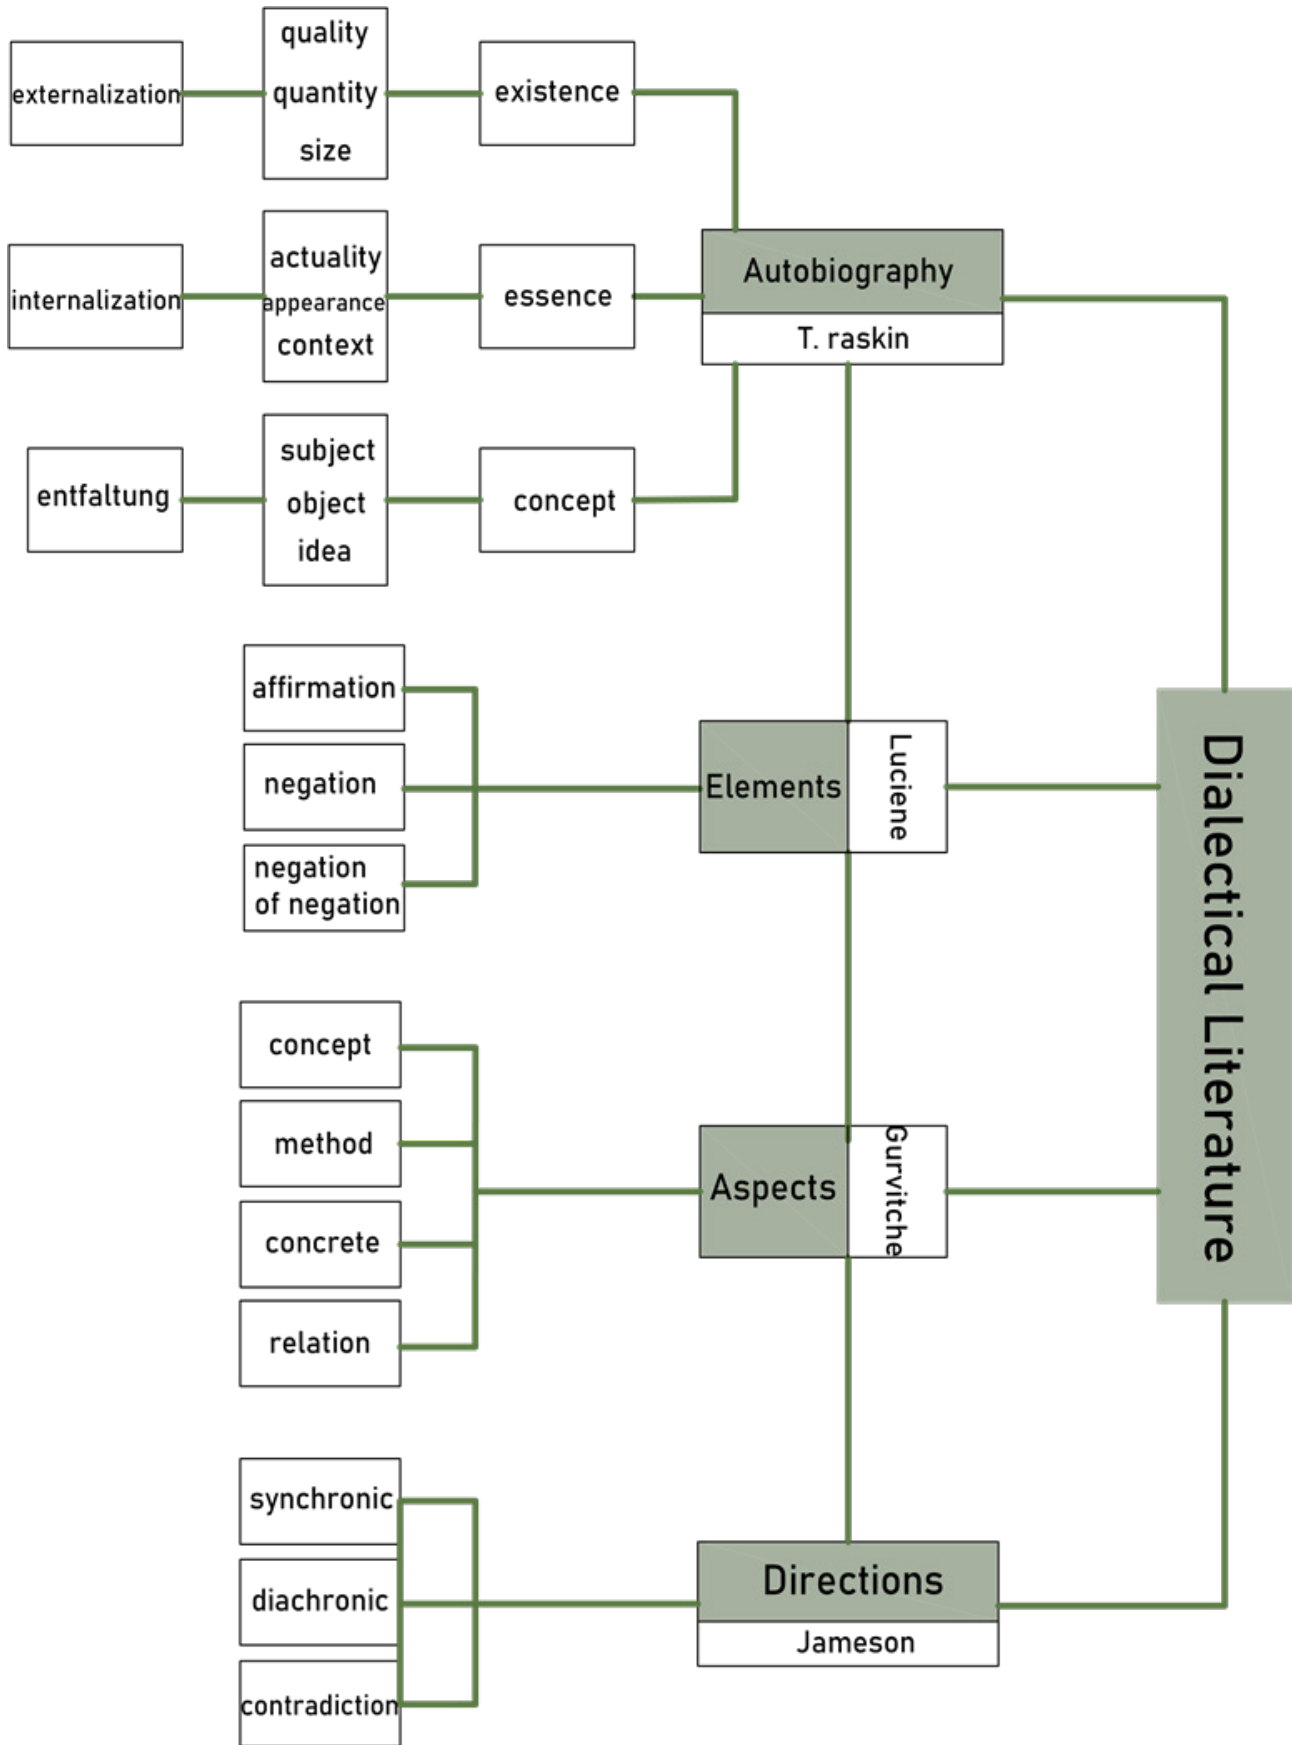 externalization
quality
quantity
size
existence
internalization
actuality
appearance
context
essence
entfaltung
subject
object
idea
concept
Autobiography
T. raskin
affirmation
negation
negation
of negation
Elements
Luciene
concept
method
concrete
relation
Aspects
Gurvitche
synchronic
diachronic
contradiction
Directions
Jameson
Dialectical Literature